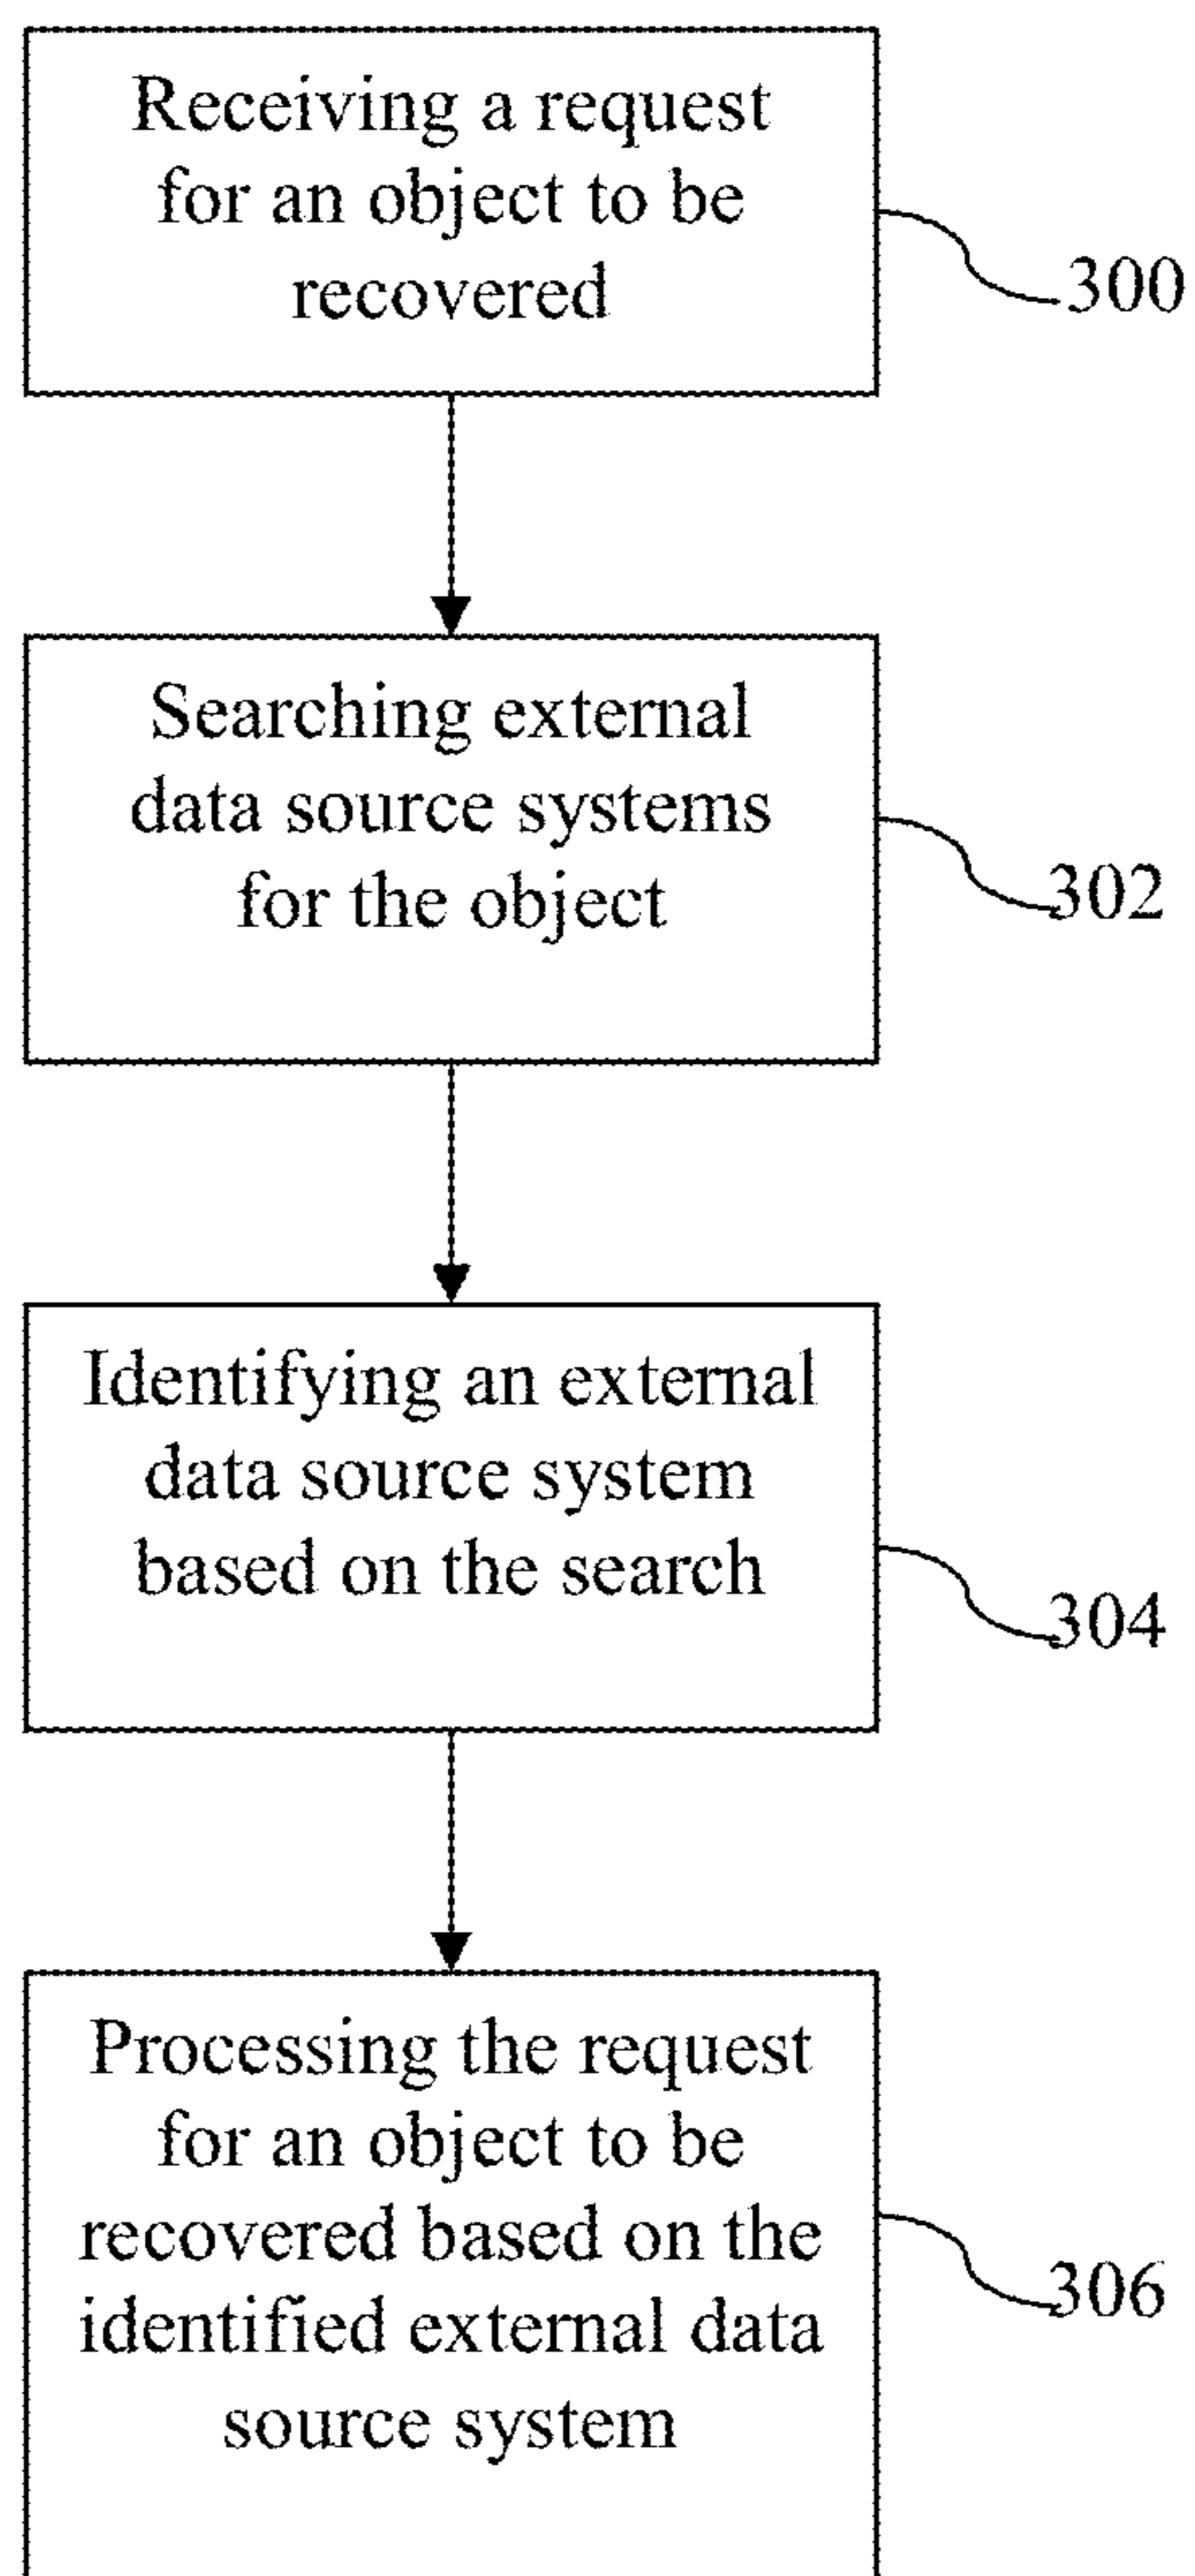 Receiving a request
for an object to be
recovered
300
Searching external
data source systems
for the object
302
Identifying an external
data source system
based on the search
304
Processing the request
for an object to be
recovered based on the
identified external data
source system
306